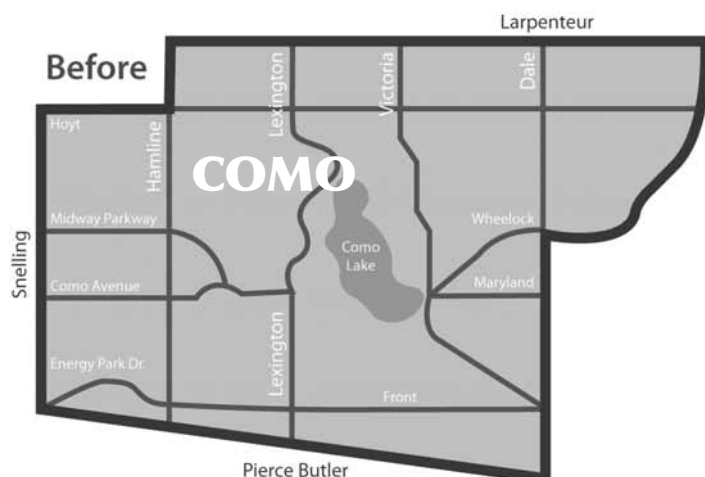 Larpenteur
Before
Lexington
Victoria
Dale
Hoyt
Hamline
COMO
Midway Parkway
Wheelock
Snelling
Como
Lake
Como Avenue
Maryland
Energy Park Dr.
Lexington
Front
Pierce Butler